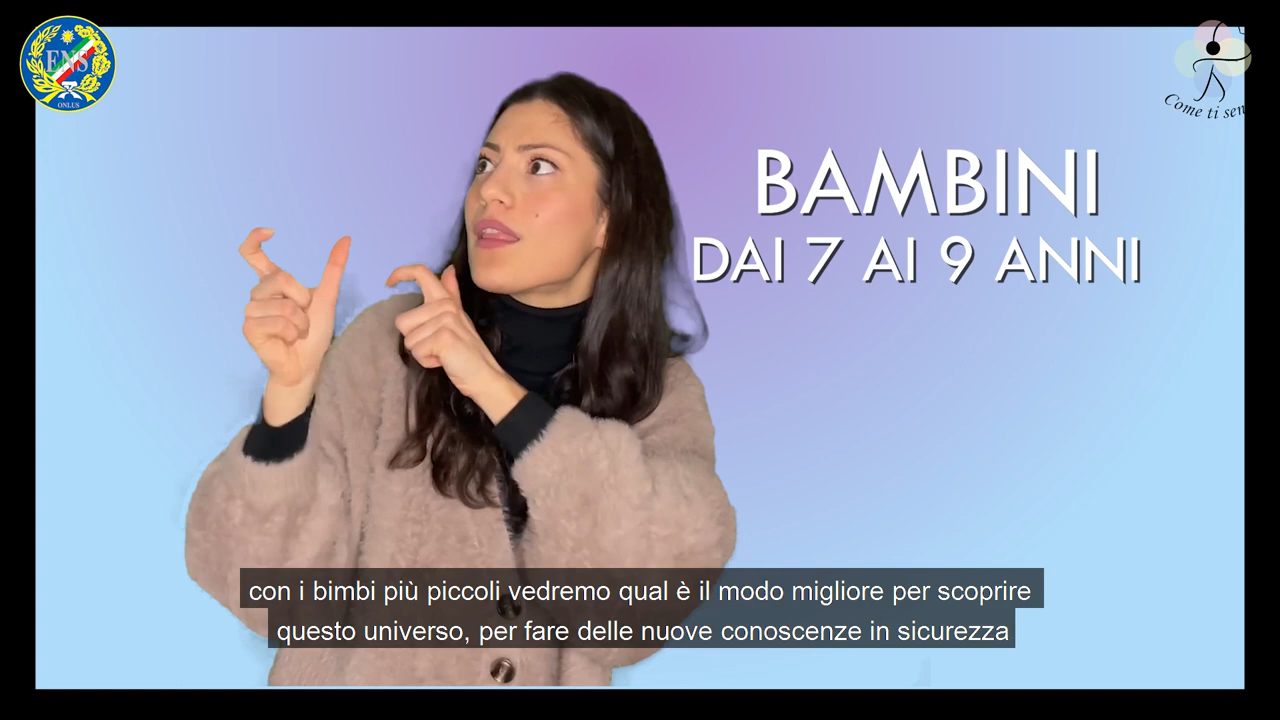 ENS
ONLUS
Come ti sen
BAMBINI
DAI 7 AI 9 ANNI
con i bimbi più piccoli vedremo qual è il modo migliore per scoprire
questo universo, per fare delle nuove conoscenze in sicurezza